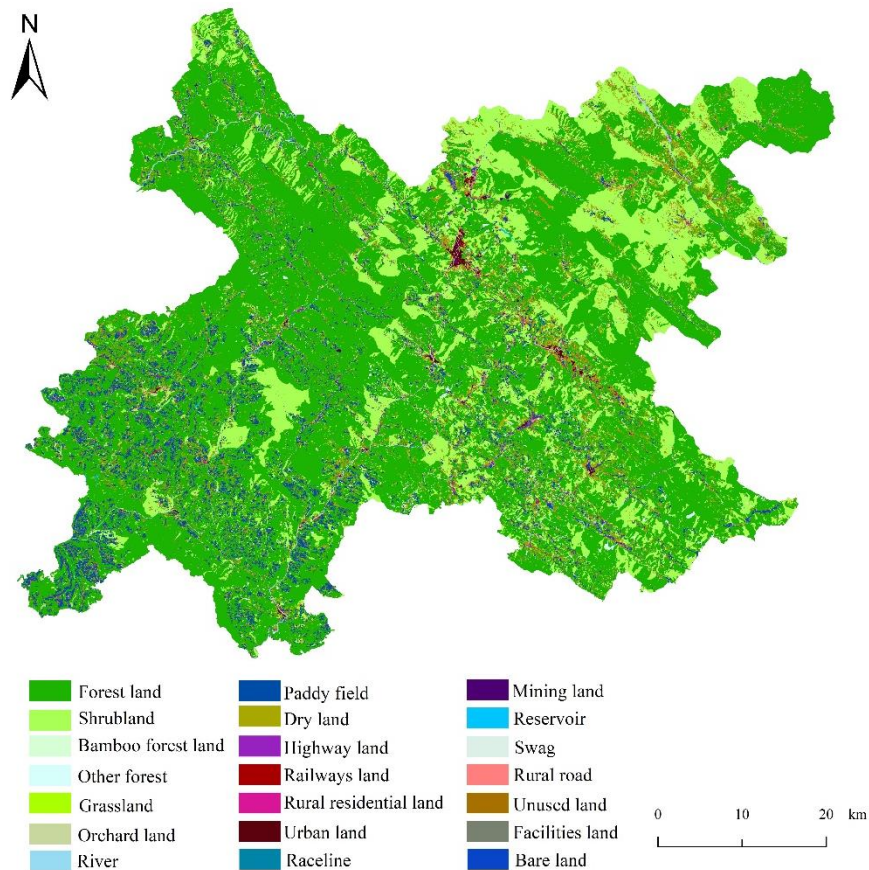 N
Forest land
Shrubland
Bamboo forest land
Other forest
Grassland
Orchard land
River
Paddy field
Dry land
Highway land
Railways land
Rural residential land
Urban land
Raceline
Mining land
Reservoir
Swag
Rural road
Unuscd land
Facilities land
Bare land
0 10 20 km